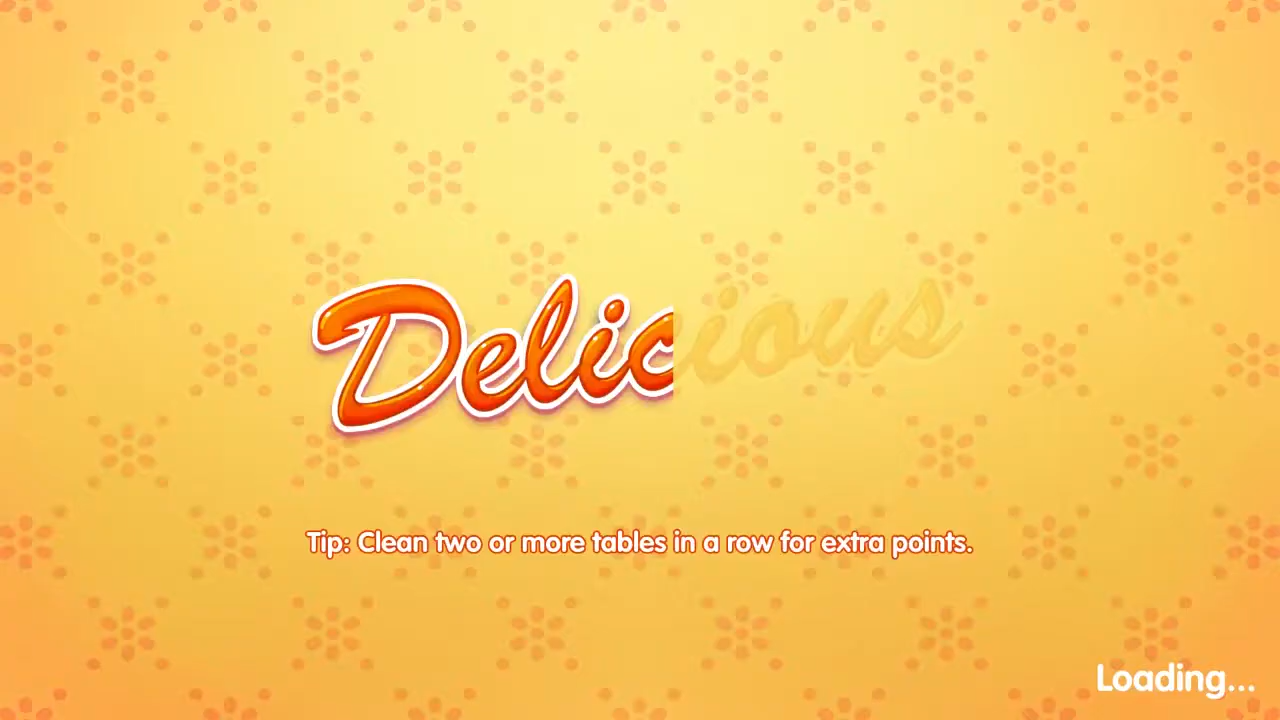 Delicious
Tip: Clean two or more tables in a row for extra points.
Loading...